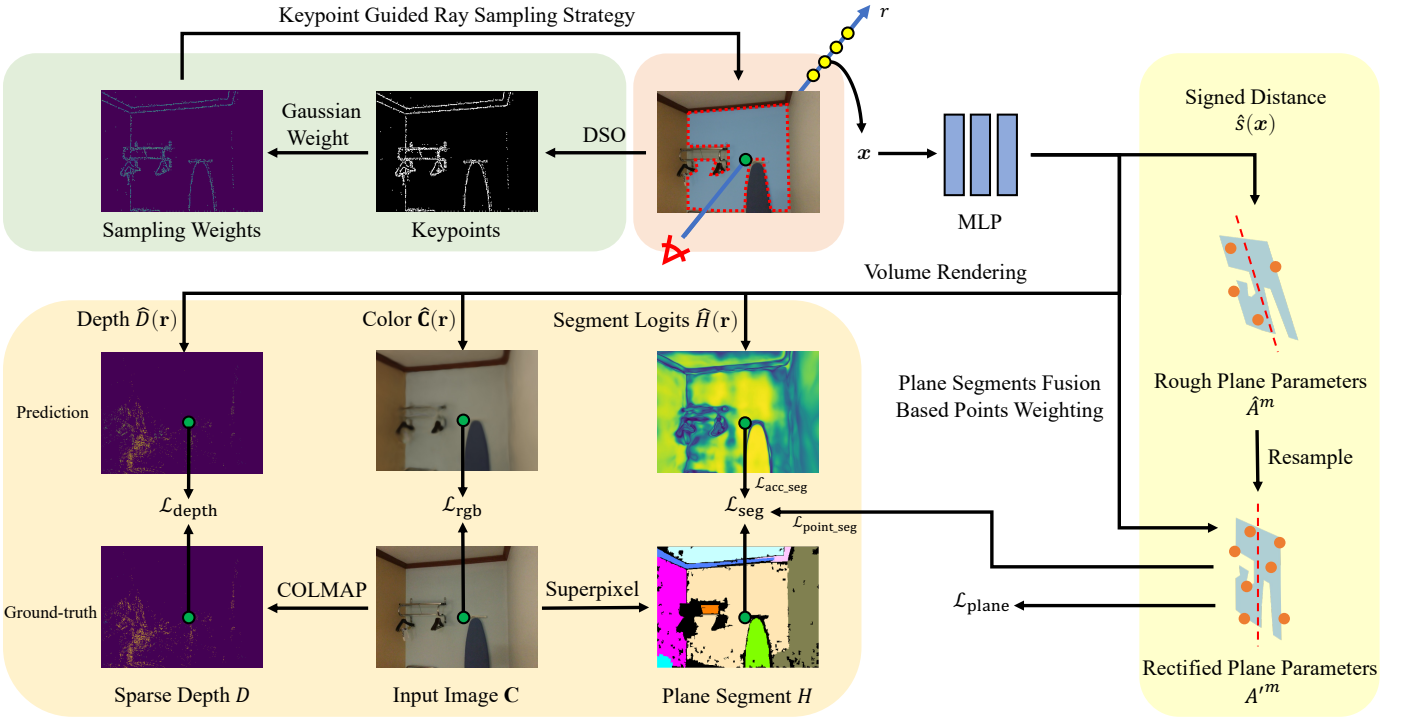 Keypoint Guided Ray Sampling Strategy
r
Gaussian
Weight
DSO
Sampling Weights
Keypoints
x
MLP
Signed Distance
ŝ(x)
Volume Rendering
Depth D̂(r)
Color Ĉ(r)
Segment Logits Ĥ(r)
Plane Segments Fusion
Based Points Weighting
Rough Plane Parameters
Â^m
Resample
Prediction
ℒ_depth
ℒ_rgb
ℒ_seg
ℒ_acc_seg
ℒ_point_seg
Ground-truth
COLMAP
Superpixel
ℒ_plane
Sparse Depth D
Input Image C
Plane Segment H
Rectified Plane Parameters
A′^m